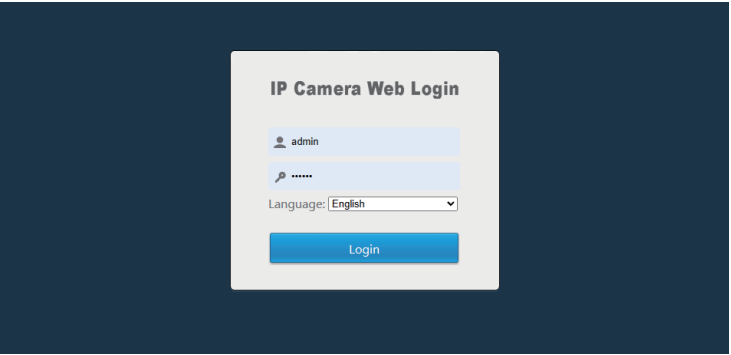 IP Camera Web Login
admin
••••••
Language: English
Login